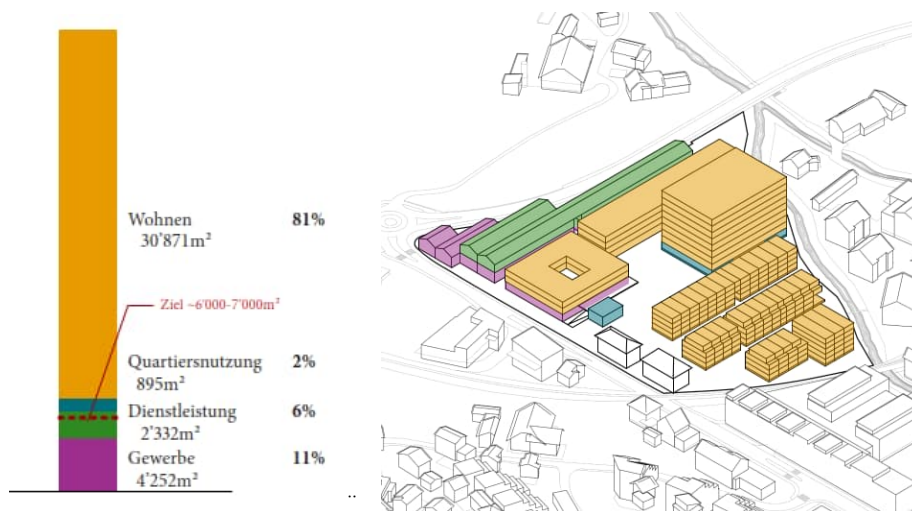 Wohnen 81%
30'871m²
Ziel ~6'000-7'000m²
Quartiersnutzung 2%
895m²
Dienstleistung 6%
2'332m²
Gewerbe 11%
4'252m²
..